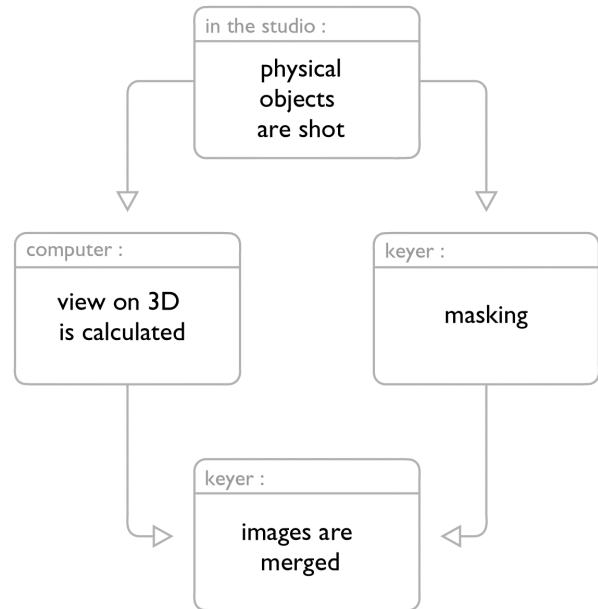 in the studio :
physical
objects
are shot
computer :
view on 3D
is calculated
keyer :
masking
keyer :
images are
merged